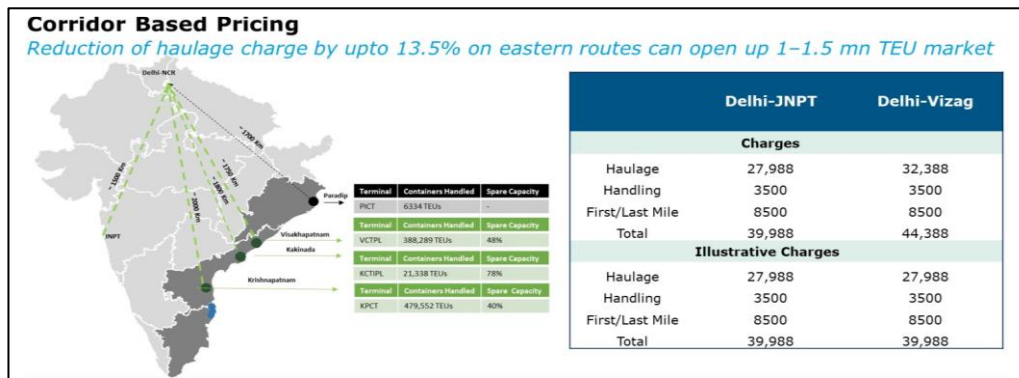 Corridor Based Pricing
Reduction of haulage charge by upto 13.5% on eastern routes can open up 1–1.5 mn TEU market
Delhi-NCR
~ 1500 Km
~ 2000 Km
~ 1800 Km
~ 1750 Km
~ 1700 Km
JNPT
Paradip
Visakhapatnam
Kakinada
Krishnapatnam
Terminal Containers Handled Spare Capacity
PICT 6334 TEUs -
Terminal Containers Handled Spare Capacity
VCTPL 388,289 TEUs 48%
Terminal Containers Handled Spare Capacity
KCTIPL 21,338 TEUs 78%
Terminal Containers Handled Spare Capacity
KPCT 479,552 TEUs 40%
Delhi-JNPT Delhi-Vizag
Charges
Haulage 27,988 32,388
Handling 3500 3500
First/Last Mile 8500 8500
Total 39,988 44,388
Illustrative Charges
Haulage 27,988 27,988
Handling 3500 3500
First/Last Mile 8500 8500
Total 39,988 39,988